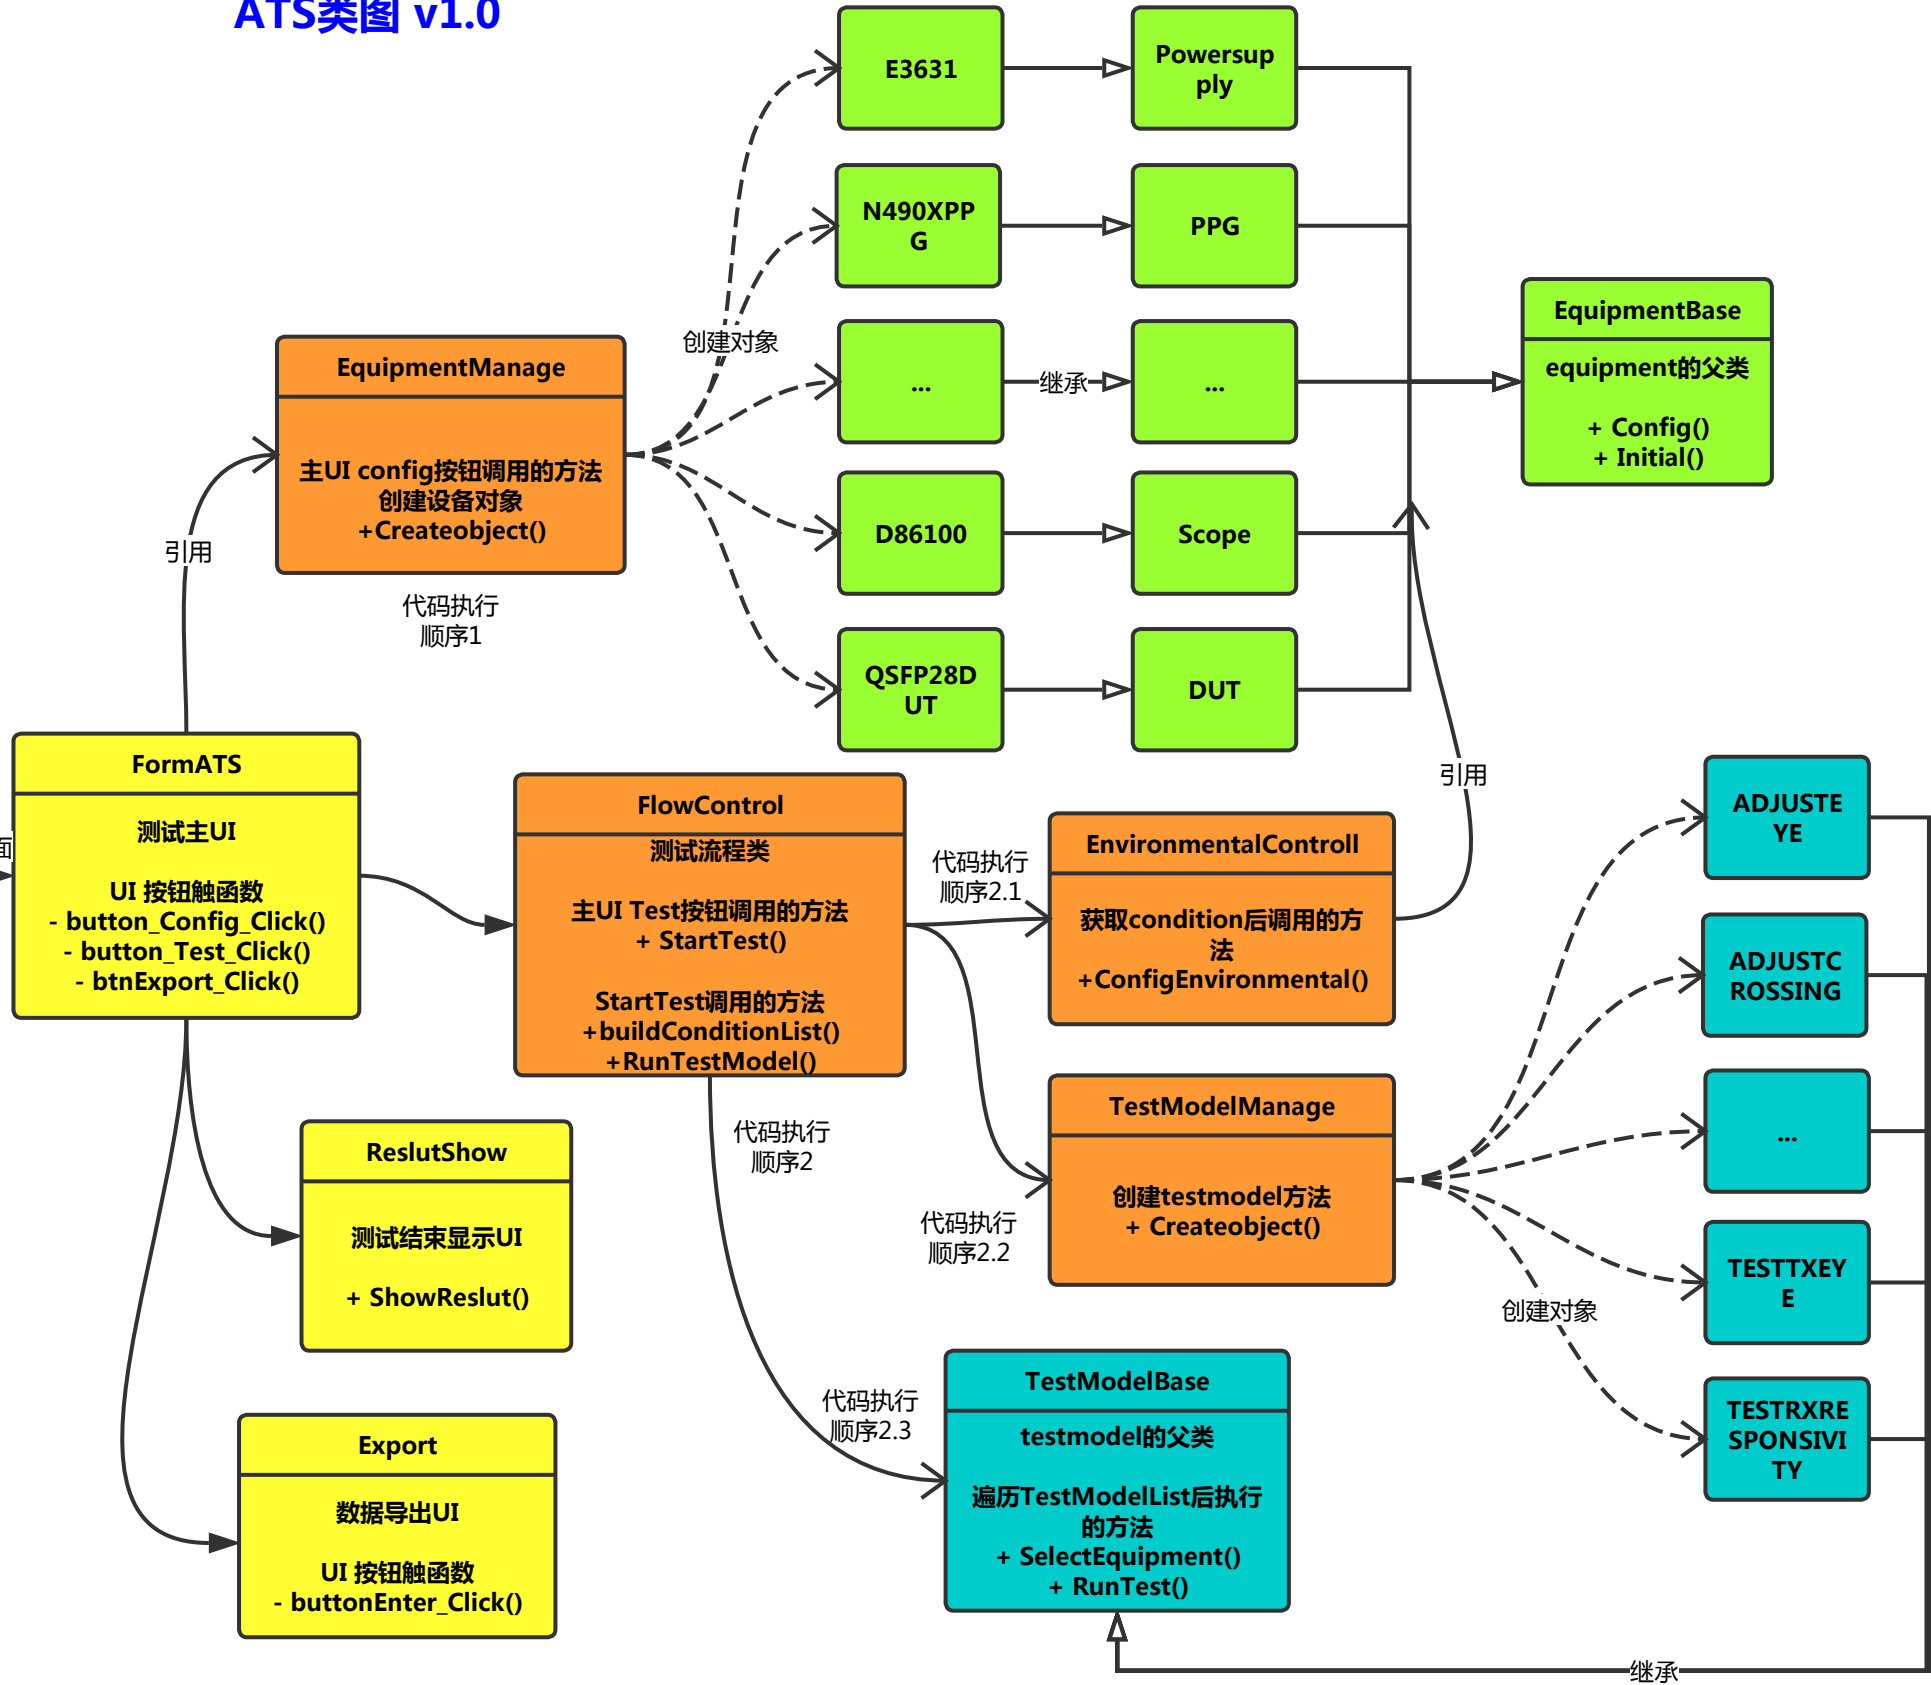 ATS类图 v1.0
E3631
Powersup
ply
N490XPP
G
PPG
创建对象
...
继承
...
EquipmentBase
equipment的父类
+ Config()
+ Initial()
EquipmentManage
主UI config按钮调用的方法
创建设备对象
+Createobject()
引用
代码执行
顺序1
D86100
Scope
QSFP28D
UT
DUT
引用
FormATS
测试主UI
UI 按钮触函数
- button_Config_Click()
- button_Test_Click()
- btnExport_Click()
面
FlowControl
测试流程类
主UI Test按钮调用的方法
+ StartTest()
StartTest调用的方法
+buildConditionList()
+RunTestModel()
代码执行
顺序2.1
EnvironmentalControll
获取condition后调用的方
法
+ConfigEnvironmental()
ADJUSTE
YE
ADJUSTC
ROSSING
...
TESTTXEY
E
TESTRXRE
SPONSIVI
TY
TestModelManage
创建testmodel方法
+ Createobject()
代码执行
顺序2
代码执行
顺序2.2
创建对象
ReslutShow
测试结束显示UI
+ ShowReslut()
代码执行
顺序2.3
TestModelBase
testmodel的父类
遍历TestModelList后执行
的方法
+ SelectEquipment()
+ RunTest()
Export
数据导出UI
UI 按钮触函数
- buttonEnter_Click()
继承